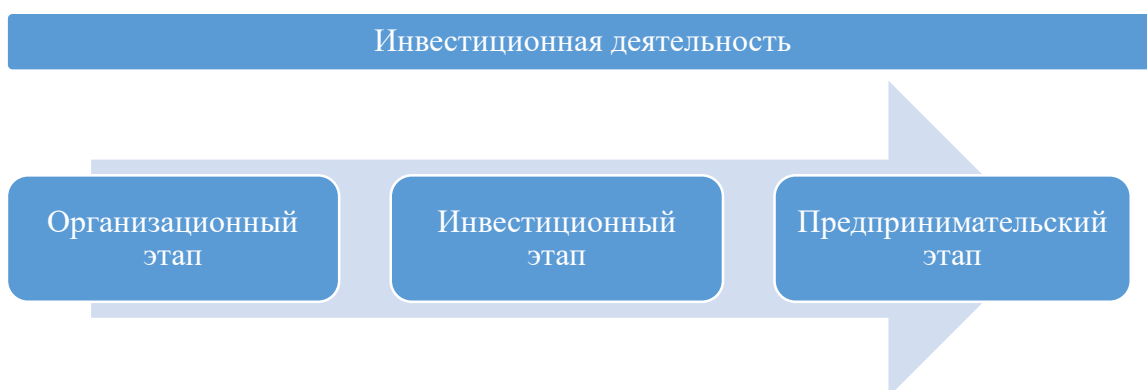 Инвестиционная деятельность
Организационный
этап
Инвестиционный
этап
Предпринимательский
этап